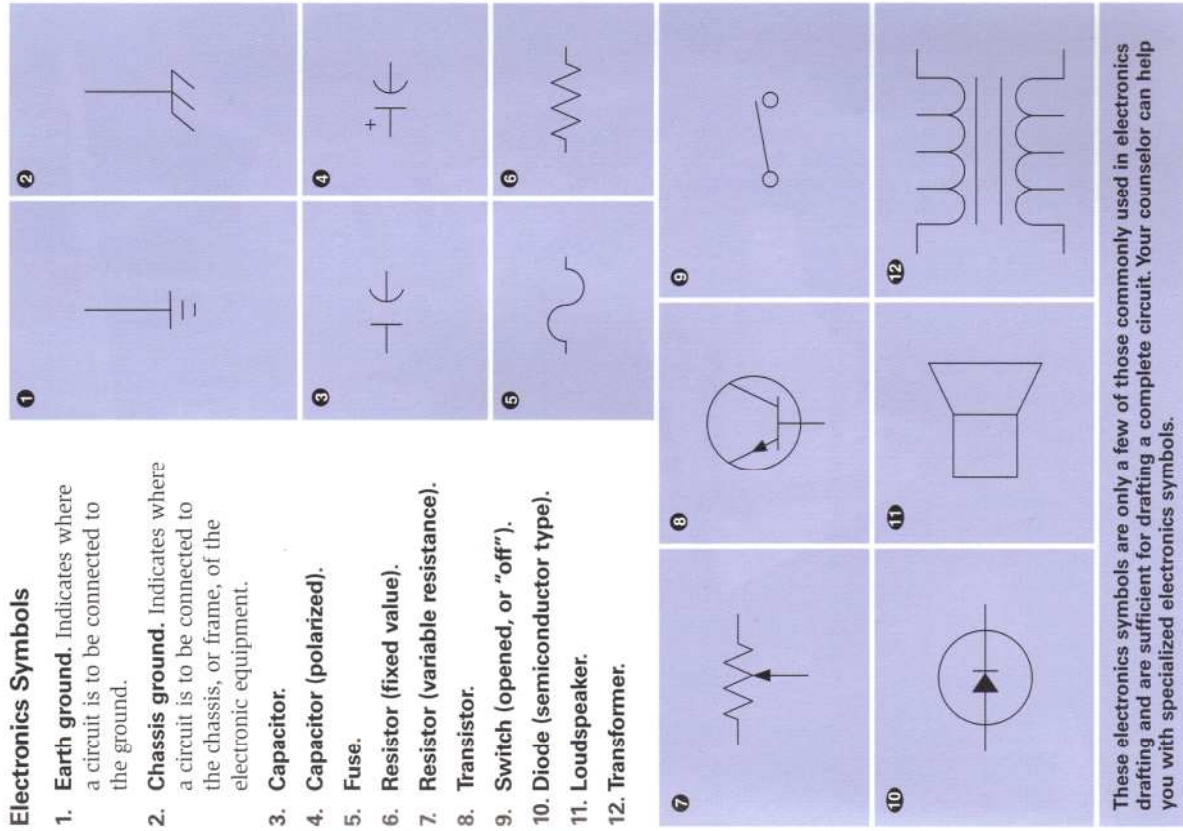 Electronics Symbols
1. Earth ground. Indicates where
a circuit is to be connected to
the ground.
2. Chassis ground. Indicates where
a circuit is to be connected to
the chassis, or frame, of the
electronic equipment.
3. Capacitor.
4. Capacitor (polarized).
5. Fuse.
6. Resistor (fixed value).
7. Resistor (variable resistance).
8. Transistor.
9. Switch (opened, or "off").
10. Diode (semiconductor type).
11. Loudspeaker.
12. Transformer.
1
2
3
4
+
5
6
7
8
9
10
11
12
These electronics symbols are only a few of those commonly used in electronics
drafting and are sufficient for drafting a complete circuit. Your counselor can help
you with specialized electronics symbols.